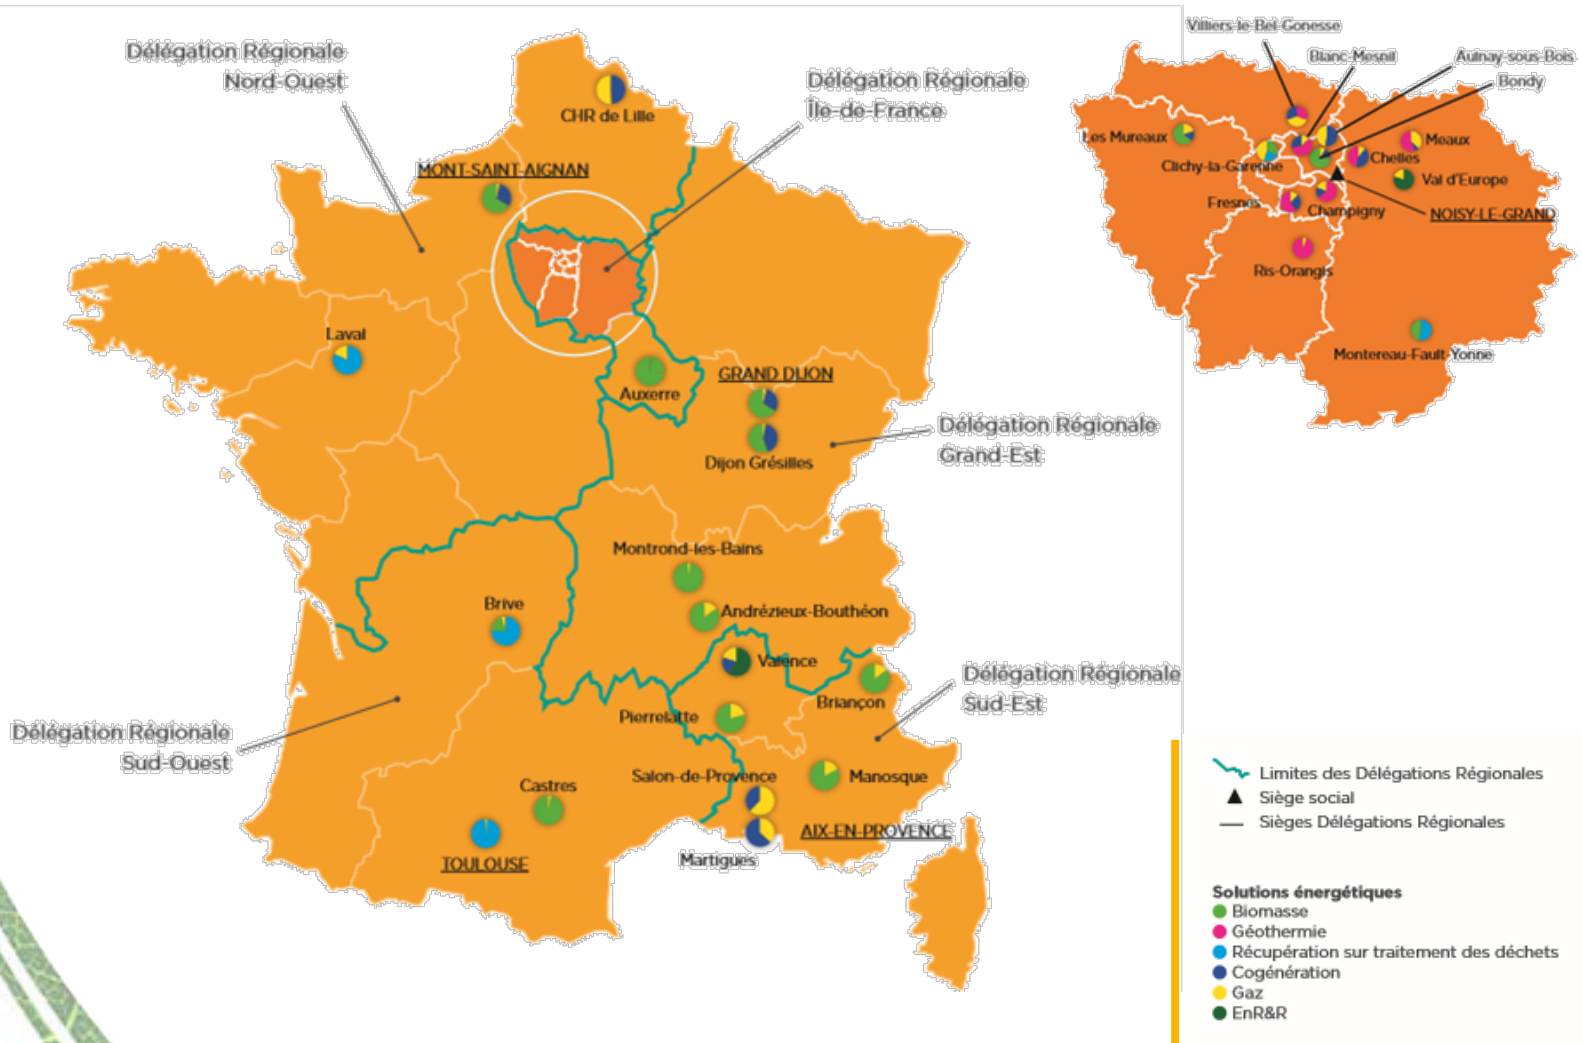 Délégation Régionale
Nord-Ouest
CHR de Lille
Délégation Régionale
Île-de-France
MONT-SAINT-AIGNAN
Laval
Auxerre
GRAND DIJON
Dijon Grésilles
Délégation Régionale
Grand-Est
Montrond-les-Bains
Andrézieux-Bouthéon
Brive
Valence
Briançon
Délégation Régionale
Sud-Est
Pierrelatte
Délégation Régionale
Sud-Ouest
Salon-de-Provence
Manosque
Castres
AIX-EN-PROVENCE
TOULOUSE
Martigues
Villiers-le-Bel-Gonesse
Blanc-Mesnil
Aulnay-sous-Bois
Bondy
Les Mureaux
Meaux
Clichy-la-Garenne
Chelles
Val d'Europe
Fresnes
Champigny
NOISY-LE-GRAND
Ris-Orangis
Montereau-Fault-Yonne
Limites des Délégations Régionales
Siège social
Sièges Délégations Régionales
Solutions énergétiques
Biomasse
Géothermie
Récupération sur traitement des déchets
Cogénération
Gaz
EnR&R